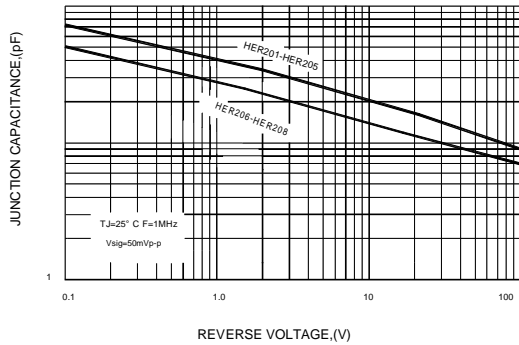 JUNCTION CAPACITANCE,(pF)
HER201-HER205
HER206-HER208
TJ=25° C F=1MHz
Vsig=50mVp-p
1
0.1 1.0 10 100
REVERSE VOLTAGE,(V)